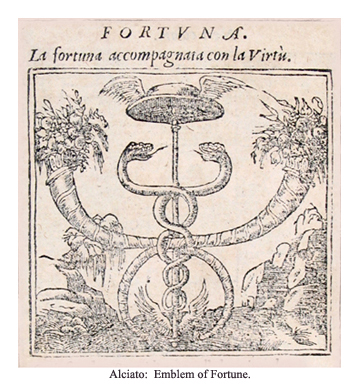 FORTVNA.
La fortuna accompagnata con la Virtù.
Alciato: Emblem of Fortune.